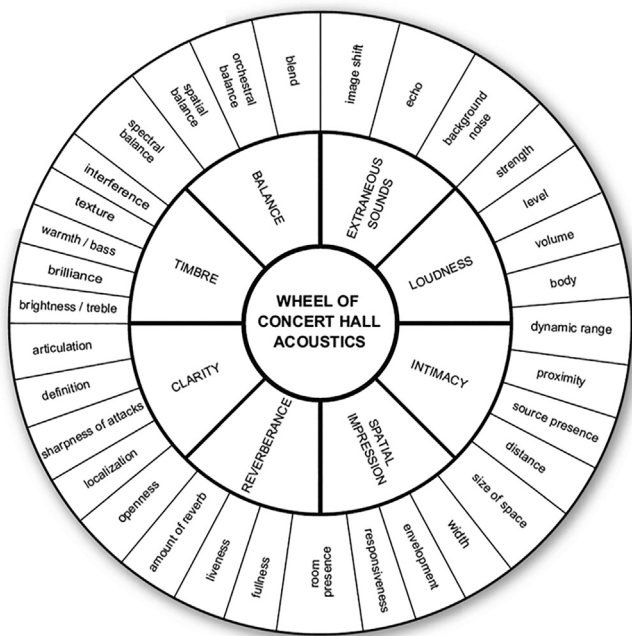 WHEEL OF
CONCERT HALL
ACOUSTICS
EXTRANEOUS
SOUNDS
LOUDNESS
INTIMACY
SPATIAL
IMPRESSION
REVERBERANCE
CLARITY
TIMBRE
BALANCE
image shift
echo
background
noise
strength
level
volume
body
dynamic range
proximity
source presence
distance
size of space
width
envelopment
responsiveness
room
presence
fullness
liveness
amount of reverb
openness
localization
sharpness of attacks
definition
articulation
brightness / treble
brilliance
warmth / bass
texture
interference
spectral
balance
spatial
balance
orchestral
balance
blend